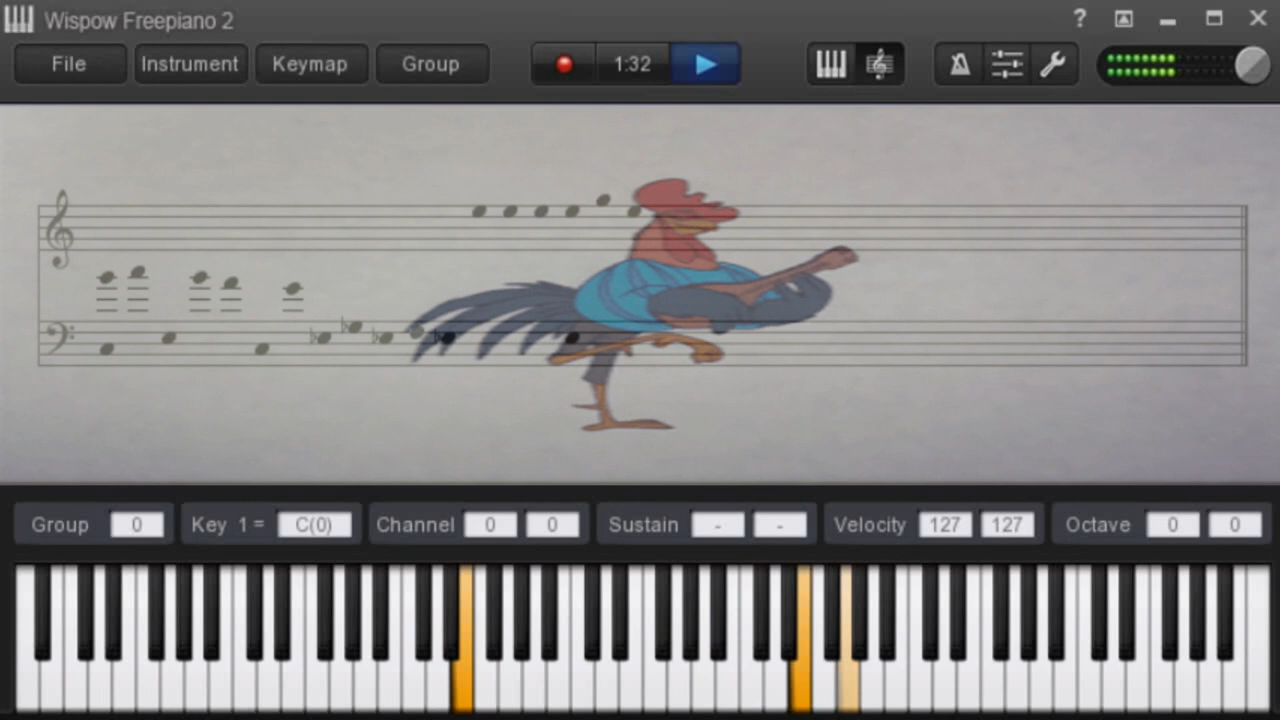 Wispow Freepiano 2 ?
File Instrument Keymap Group 1:32
Group 0 Key 1 = C(0) Channel 0 0 Sustain - - Velocity 127 127 Octave 0 0